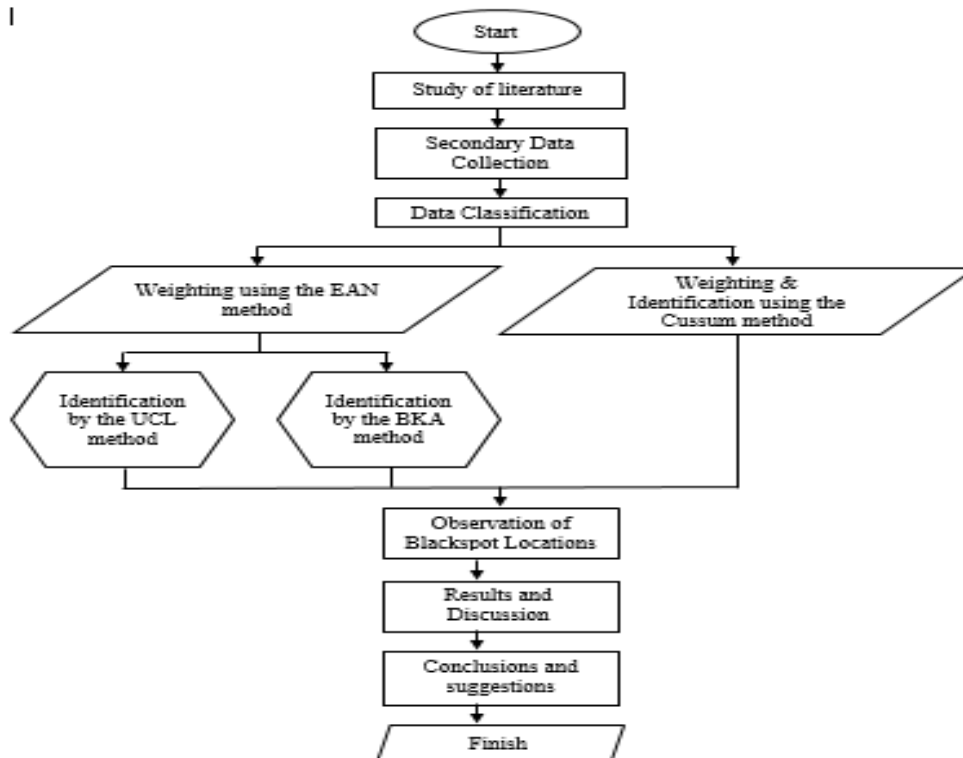 I
Start
Study of literature
Secondary Data
Collection
Data Classification
Weighting using the EAN
method
Weighting &
Identification using the
Cussum method
Identification
by the UCL
method
Identification
by the BKA
method
Observation of
Blackspot Locations
Results and
Discussion
Conclusions and
suggestions
Finish